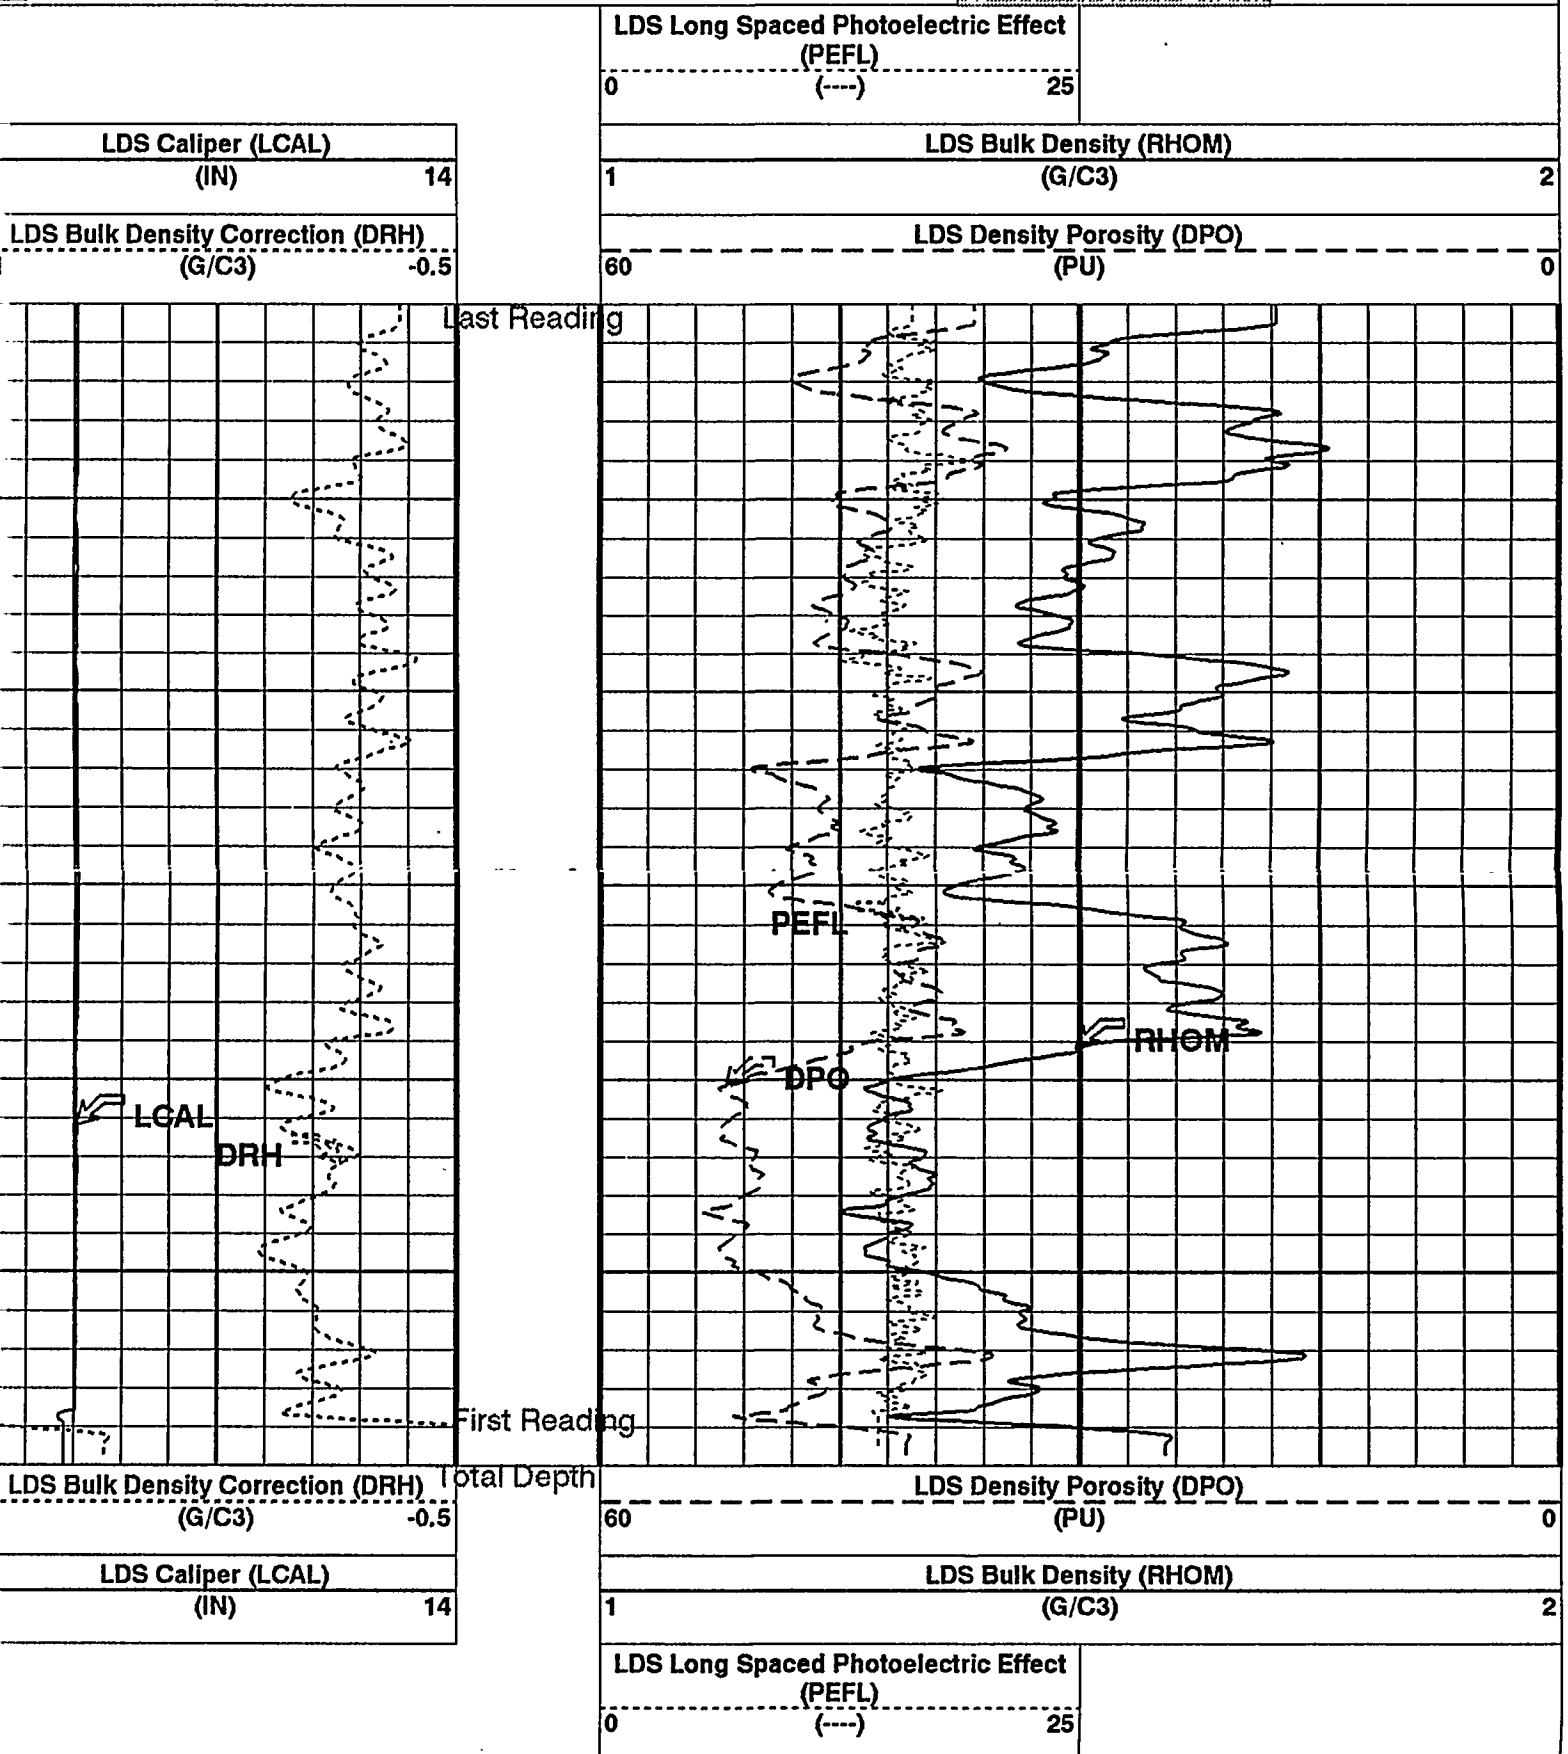 LDS Long Spaced Photoelectric Effect
(PEFL)
0 (----) 25
LDS Caliper (LCAL)
(IN) 14
LDS Bulk Density (RHOM)
1 (G/C3) 2
LDS Bulk Density Correction (DRH)
(G/C3) -0.5
LDS Density Porosity (DPO)
60 (PU) 0
Last Reading
PEFL
RHOM
DPO
LCAL
DRH
First Reading
Total Depth
LDS Bulk Density Correction (DRH)
(G/C3) -0.5
LDS Density Porosity (DPO)
60 (PU) 0
LDS Caliper (LCAL)
(IN) 14
LDS Bulk Density (RHOM)
1 (G/C3) 2
LDS Long Spaced Photoelectric Effect
(PEFL)
0 (----) 25